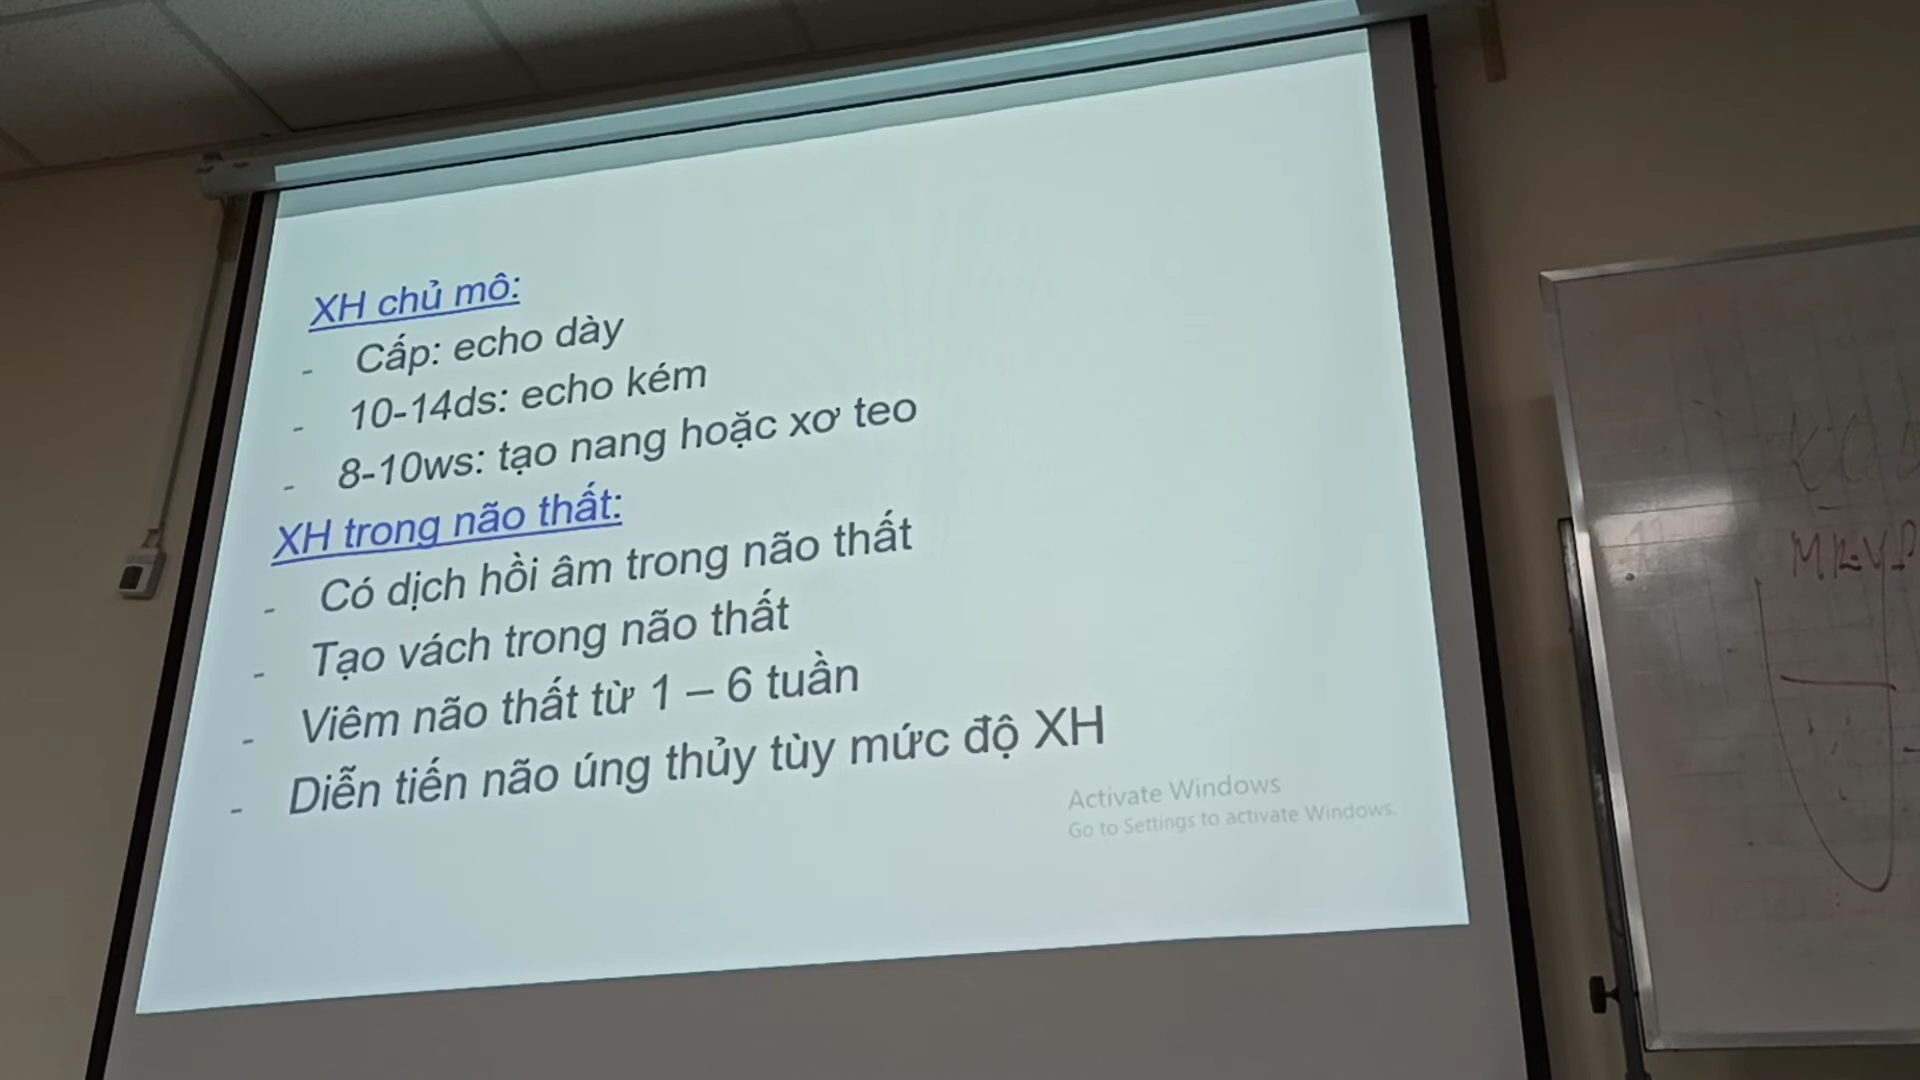 XH chủ mô:
- Cấp: echo dày
- 10-14ds: echo kém
- 8-10ws: tạo nang hoặc xơ teo
XH trong não thất:
- Có dịch hồi âm trong não thất
- Tạo vách trong não thất
- Viêm não thất từ 1 – 6 tuần
- Diễn tiến não úng thủy tùy mức độ XH
Activate Windows
Go to Settings to activate Windows.